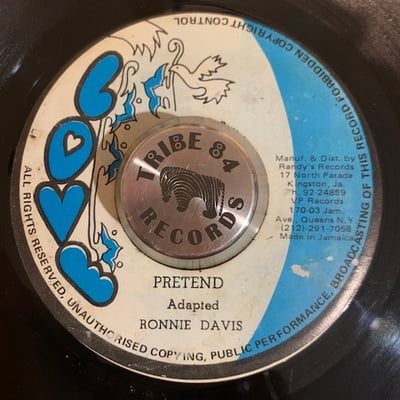 LOVE
TRIBE 84
RECORDS
Manuf. & Dist. by
Randy's Records
17 North Parade
Kingston, Ja.
Ph. 92-24859
VP Records
170-03 Jam.
Ave., Queens N.Y.
(212)-291-7058
Made in Jamaica
PRETEND
Adapted
RONNIE DAVIS
ALL RIGHTS RESERVED, UNAUTHORISED COPYING, PUBLIC PERFORMANCE, BROADCASTING OF THIS RECORD FORBIDDEN COPYRIGHT CONTROL